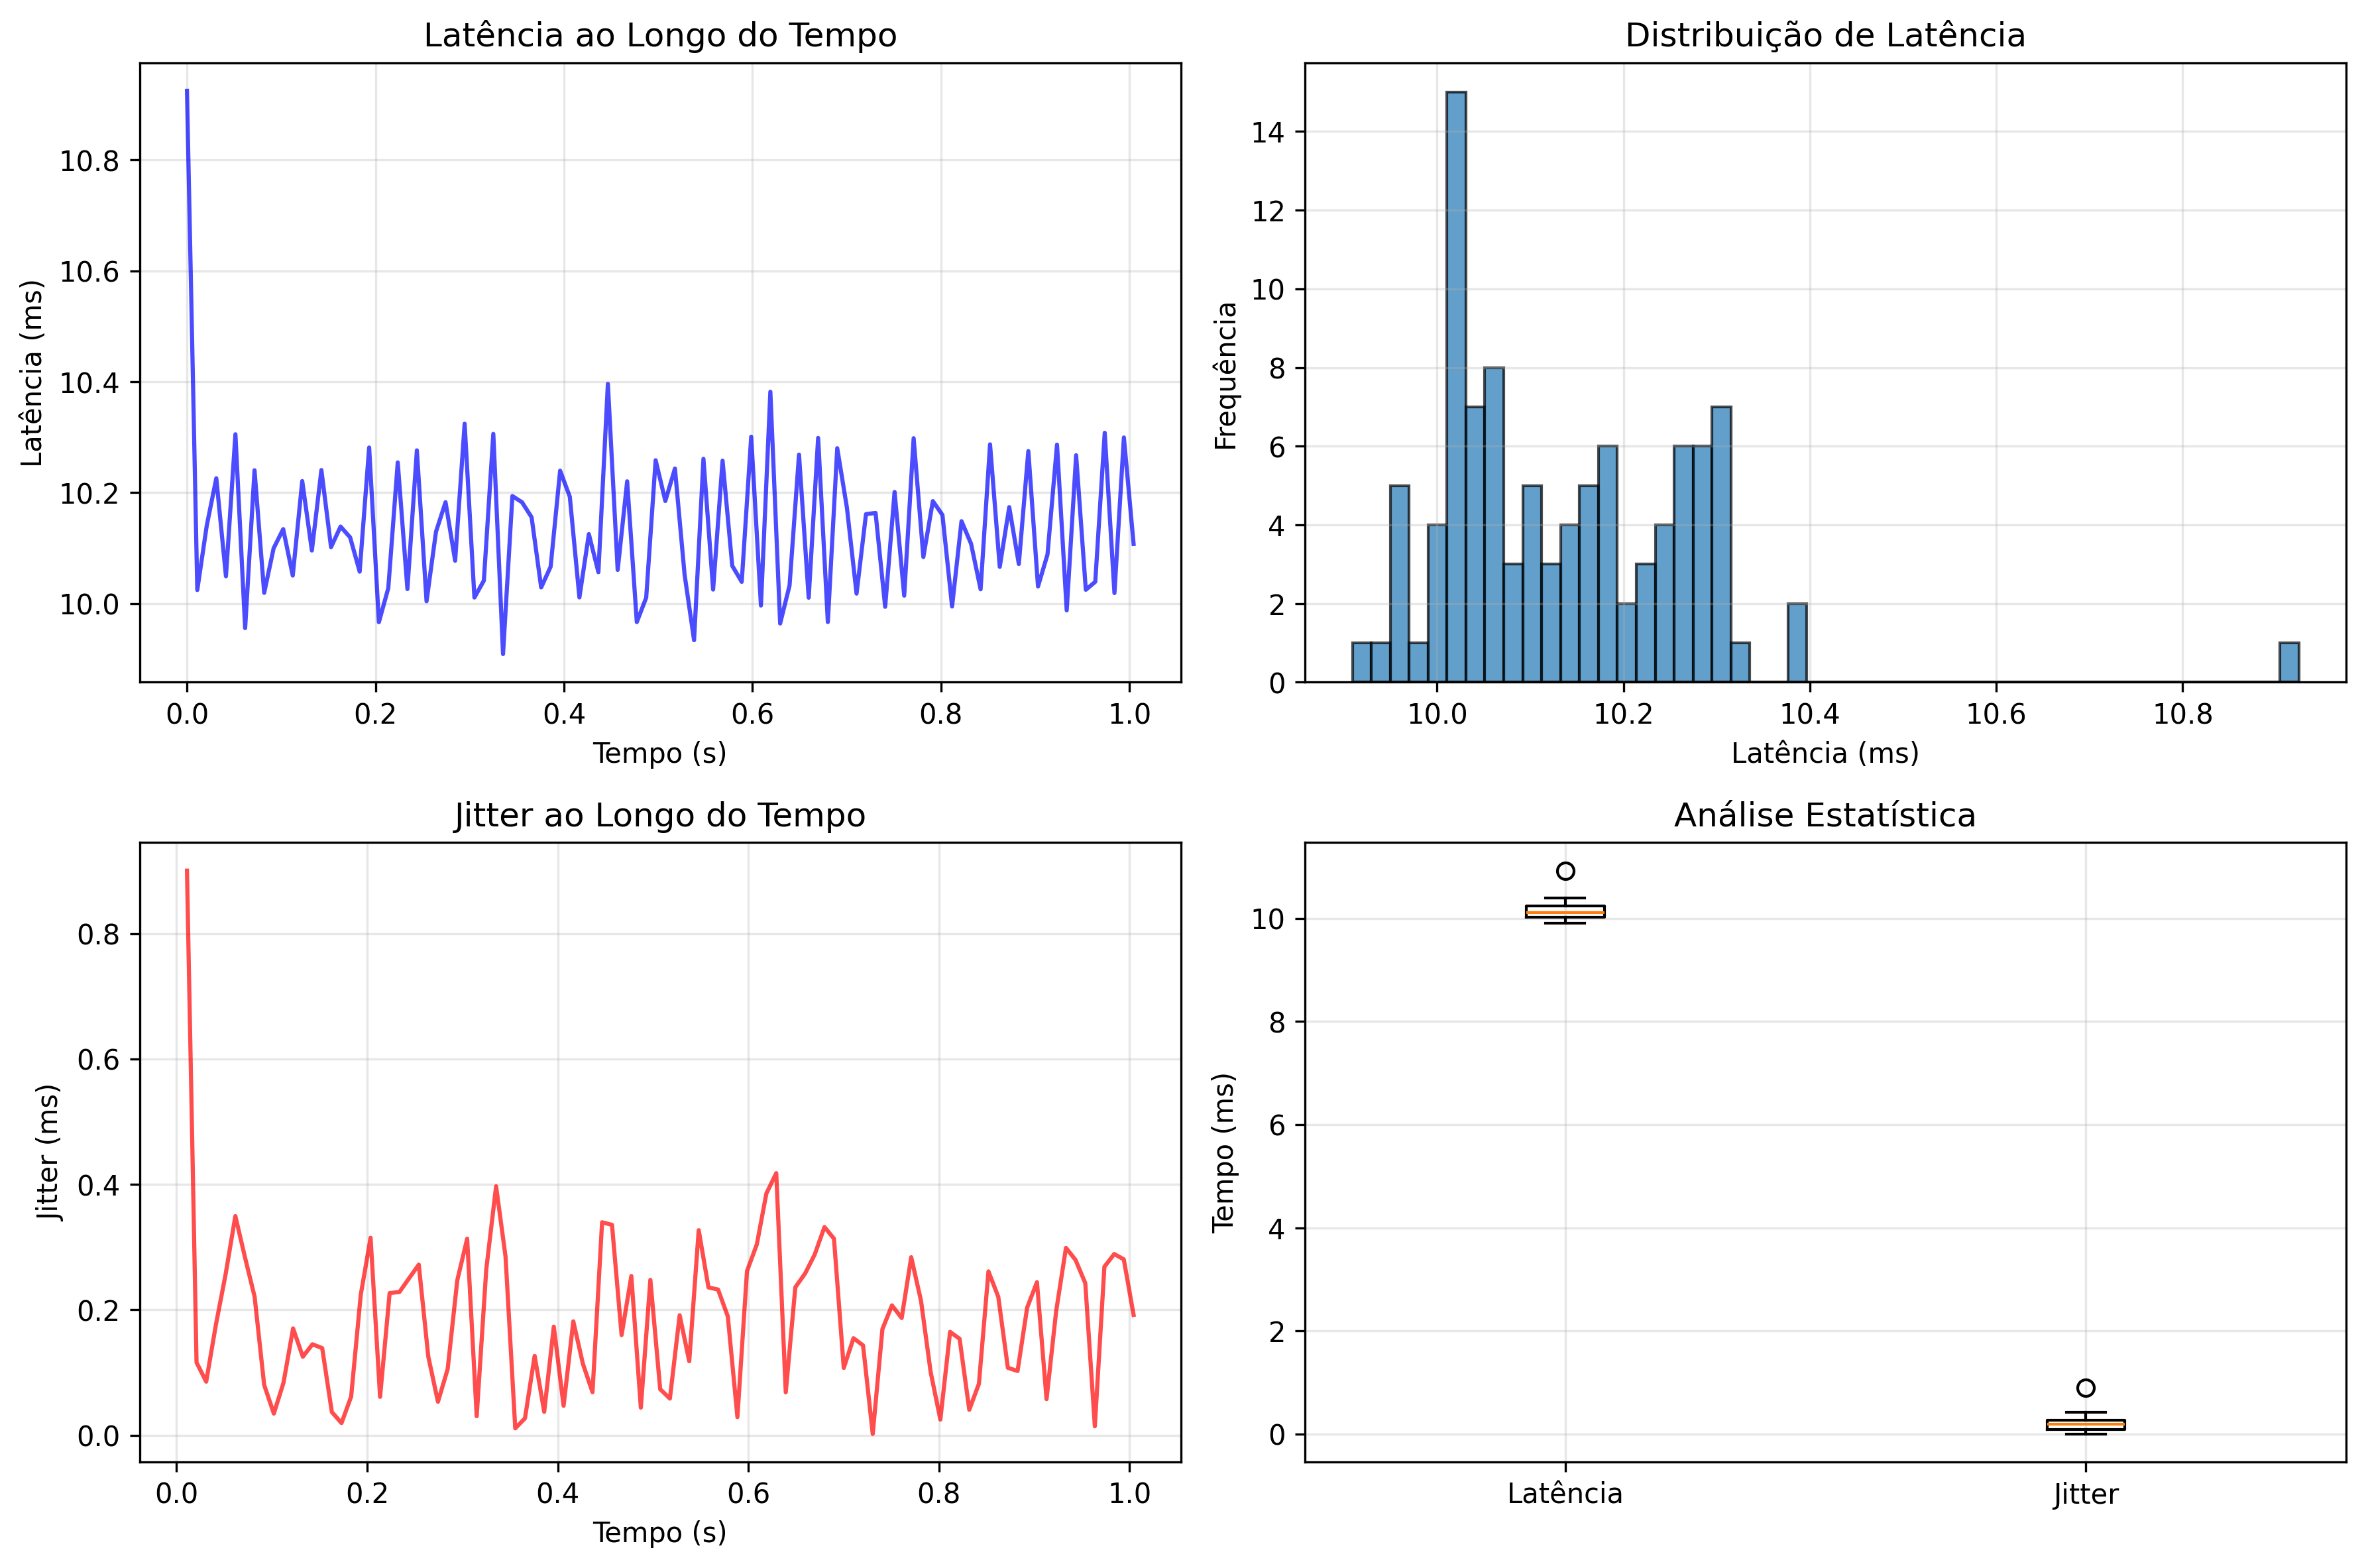 Latência ao Longo do Tempo
Latência (ms)
10.8
10.6
10.4
10.2
10.0
0.0 0.2 0.4 0.6 0.8 1.0
Tempo (s)
Distribuição de Latência
Frequência
14
12
10
8
6
4
2
0
10.0 10.2 10.4 10.6 10.8
Latência (ms)
Jitter ao Longo do Tempo
Jitter (ms)
0.8
0.6
0.4
0.2
0.0
0.0 0.2 0.4 0.6 0.8 1.0
Tempo (s)
Análise Estatística
Tempo (ms)
10
8
6
4
2
0
Latência Jitter